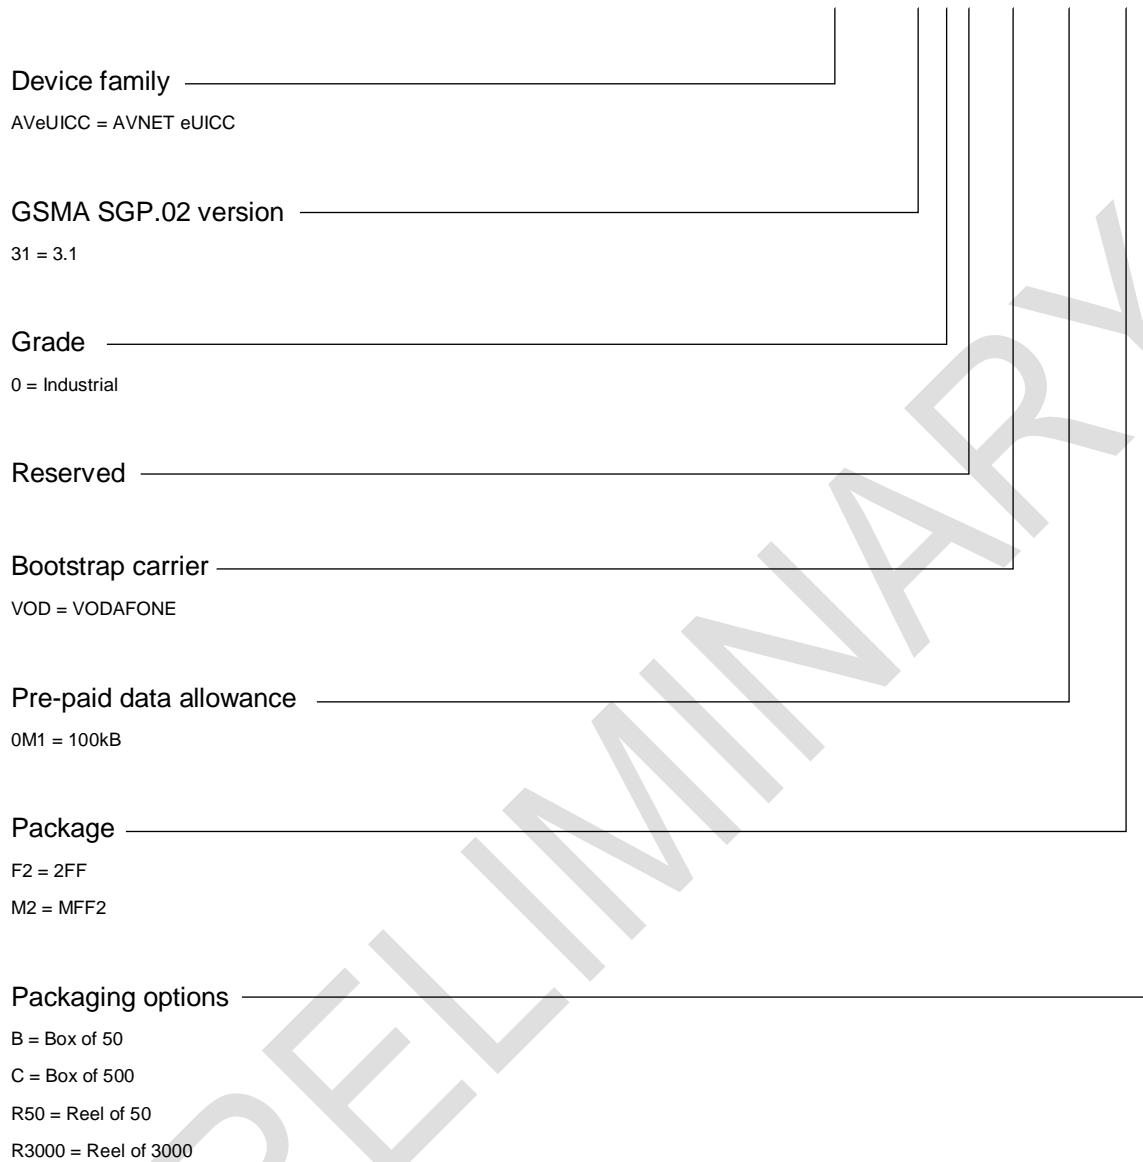 Device family
AVeUICC = AVNET eUICC
GSMA SGP.02 version
31 = 3.1
Grade
0 = Industrial
Reserved
Bootstrap carrier
VOD = VODAFONE
Pre-paid data allowance
0M1 = 100kB
Package
F2 = 2FF
M2 = MFF2
Packaging options
B = Box of 50
C = Box of 500
R50 = Reel of 50
R3000 = Reel of 3000
RELIMINARY